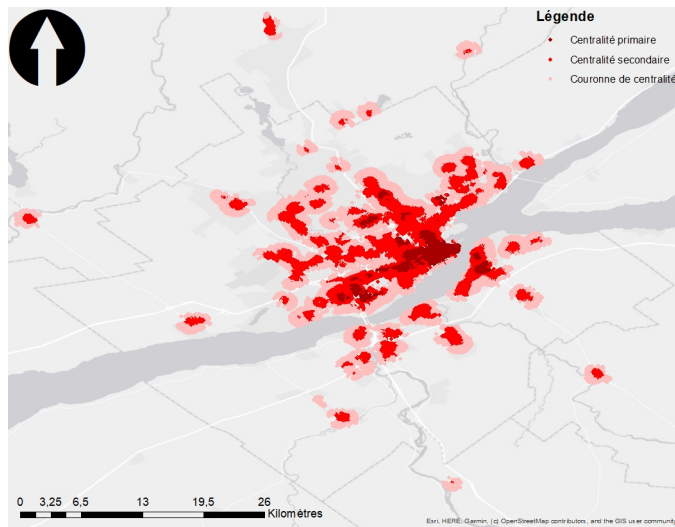 Légende
Centralité primaire
Centralité secondaire
Couronne de centralité
0 3,25 6,5 13 19,5 26
Kilomètres
Esri, HERE, Garmin, (c) OpenStreetMap contributors, and the GIS user community